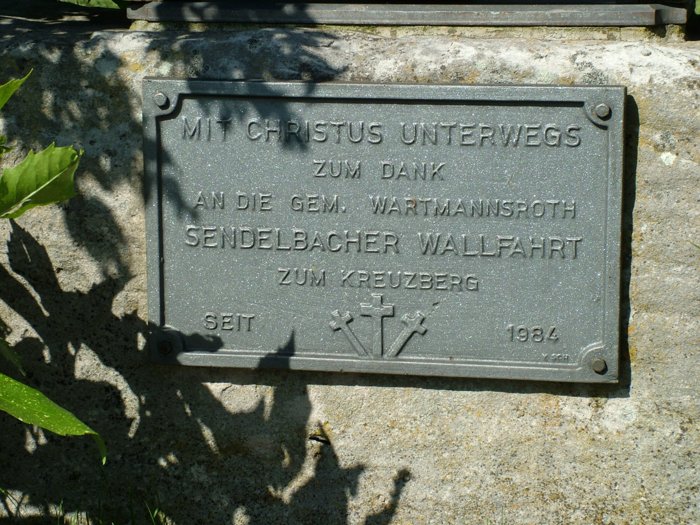 MIT CHRISTUS UNTERWEGS
ZUM DANK
AN DIE GEM. WARTMANNSROTH
SENDELBACHER WALLFAHRT
ZUM KREUZBERG
SEIT 1984